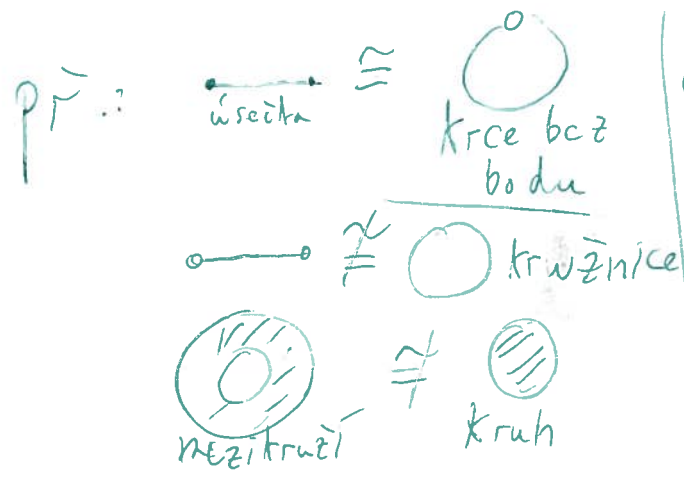 př.:
≅
úsečka
krce bez
bodu
≇ kružnice
≇
mezikruží
kruh